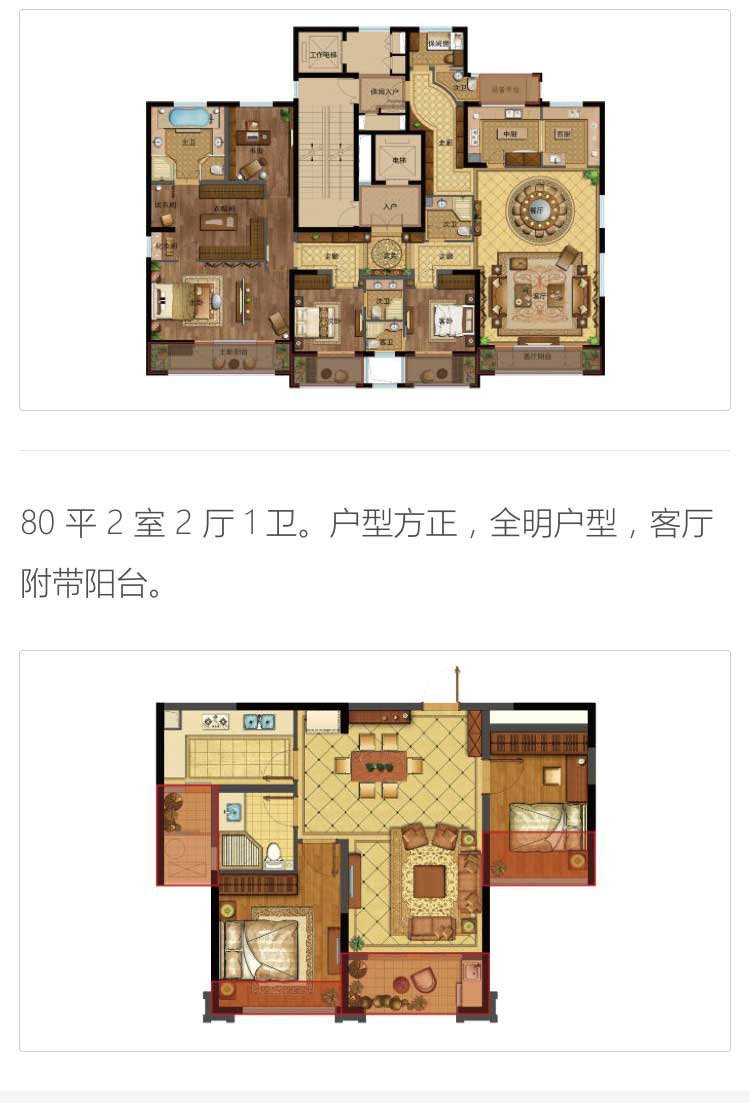 保姆房
工作电梯
次卫
设备平台
保姆入户
主卫
书房
走廊
中厨
西厨
电梯
试衣间
衣帽间
入户
餐厅
次卫
化妆间
走廊
玄关
走廊
客厅
次卫
次卧
客卧
客卫
主卧阳台
客厅阳台
80 平 2 室 2 厅 1 卫。户型方正，全明户型，客厅
附带阳台。